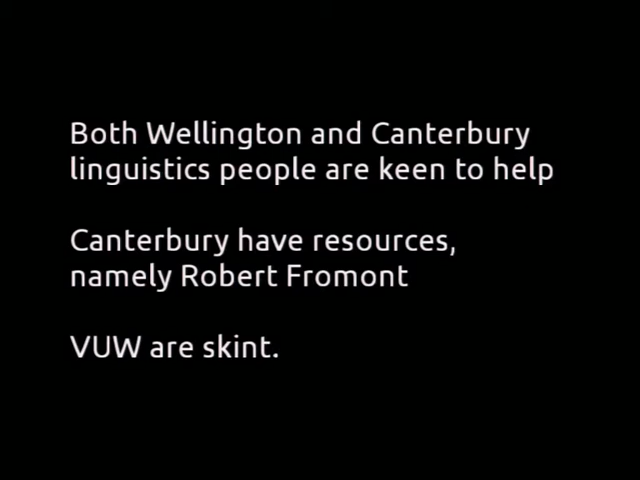 Both Wellington and Canterbury
linguistics people are keen to help
Canterbury have resources,
namely Robert Fromont
VUW are skint.